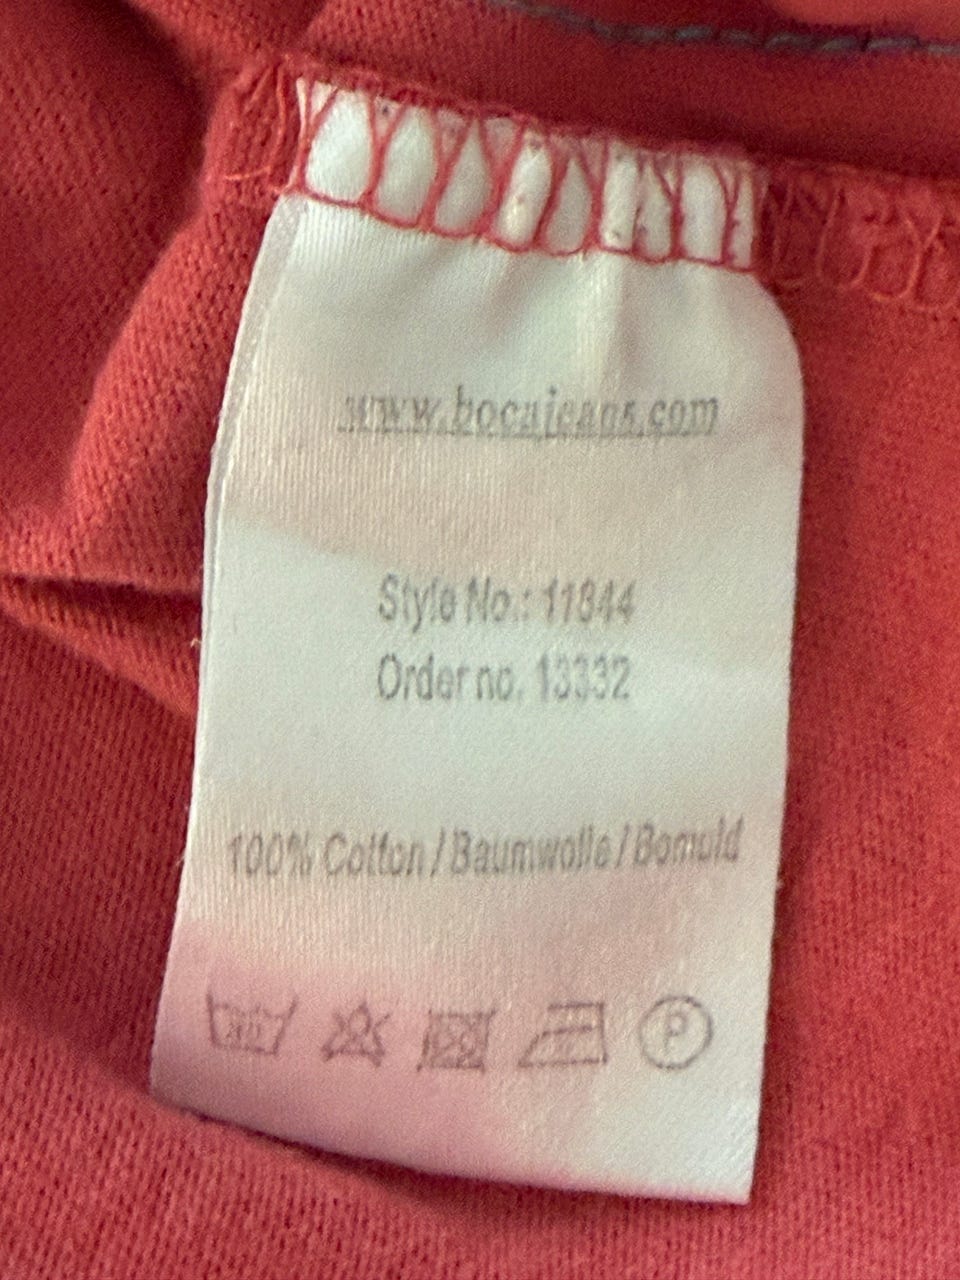 www.bocajeans.com
Style No.: 11844
Order no. 13332
100% Cotton / Baumwolle / Bomuld
P